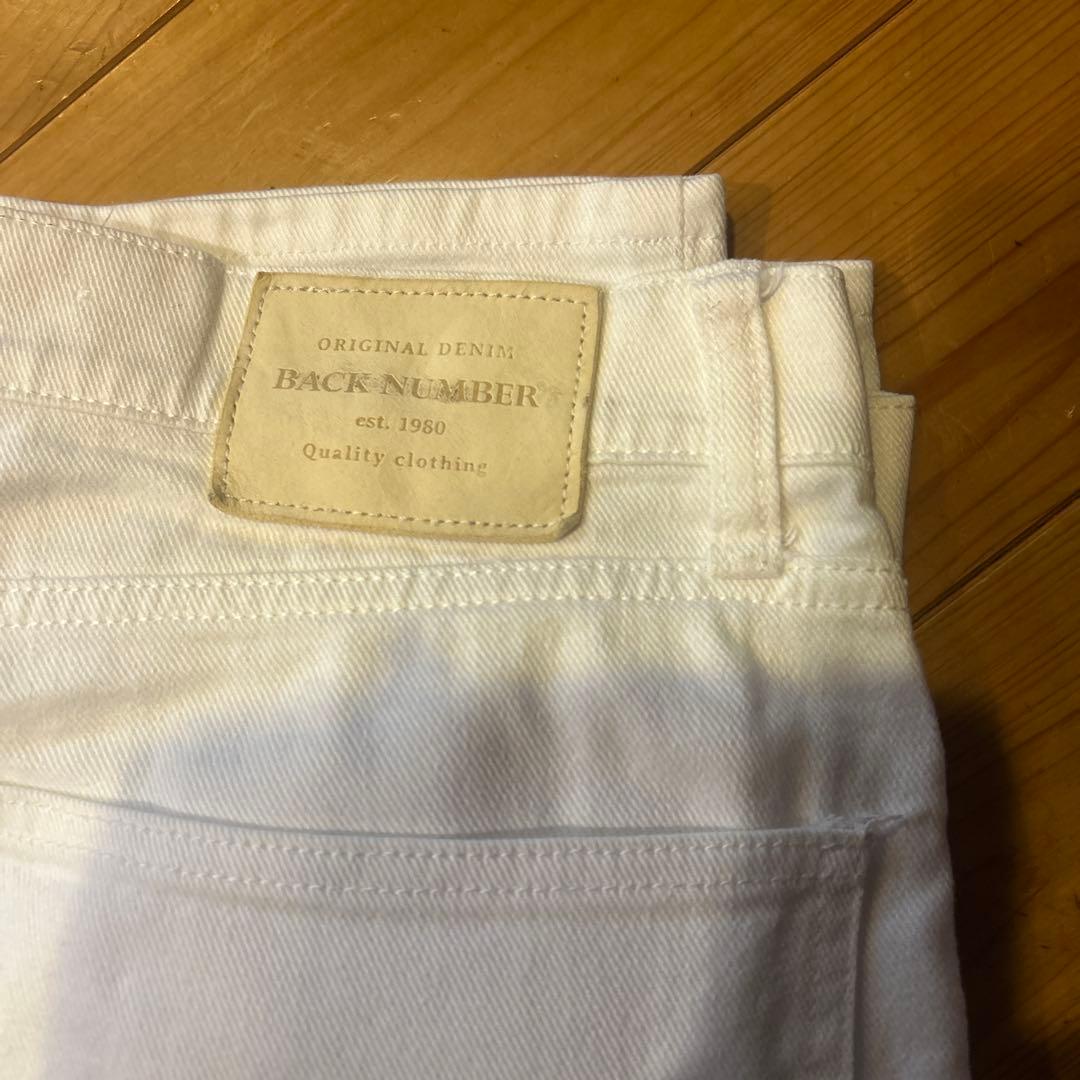 ORIGINAL DENIM
BACK NUMBER
est. 1980
Quality clothing